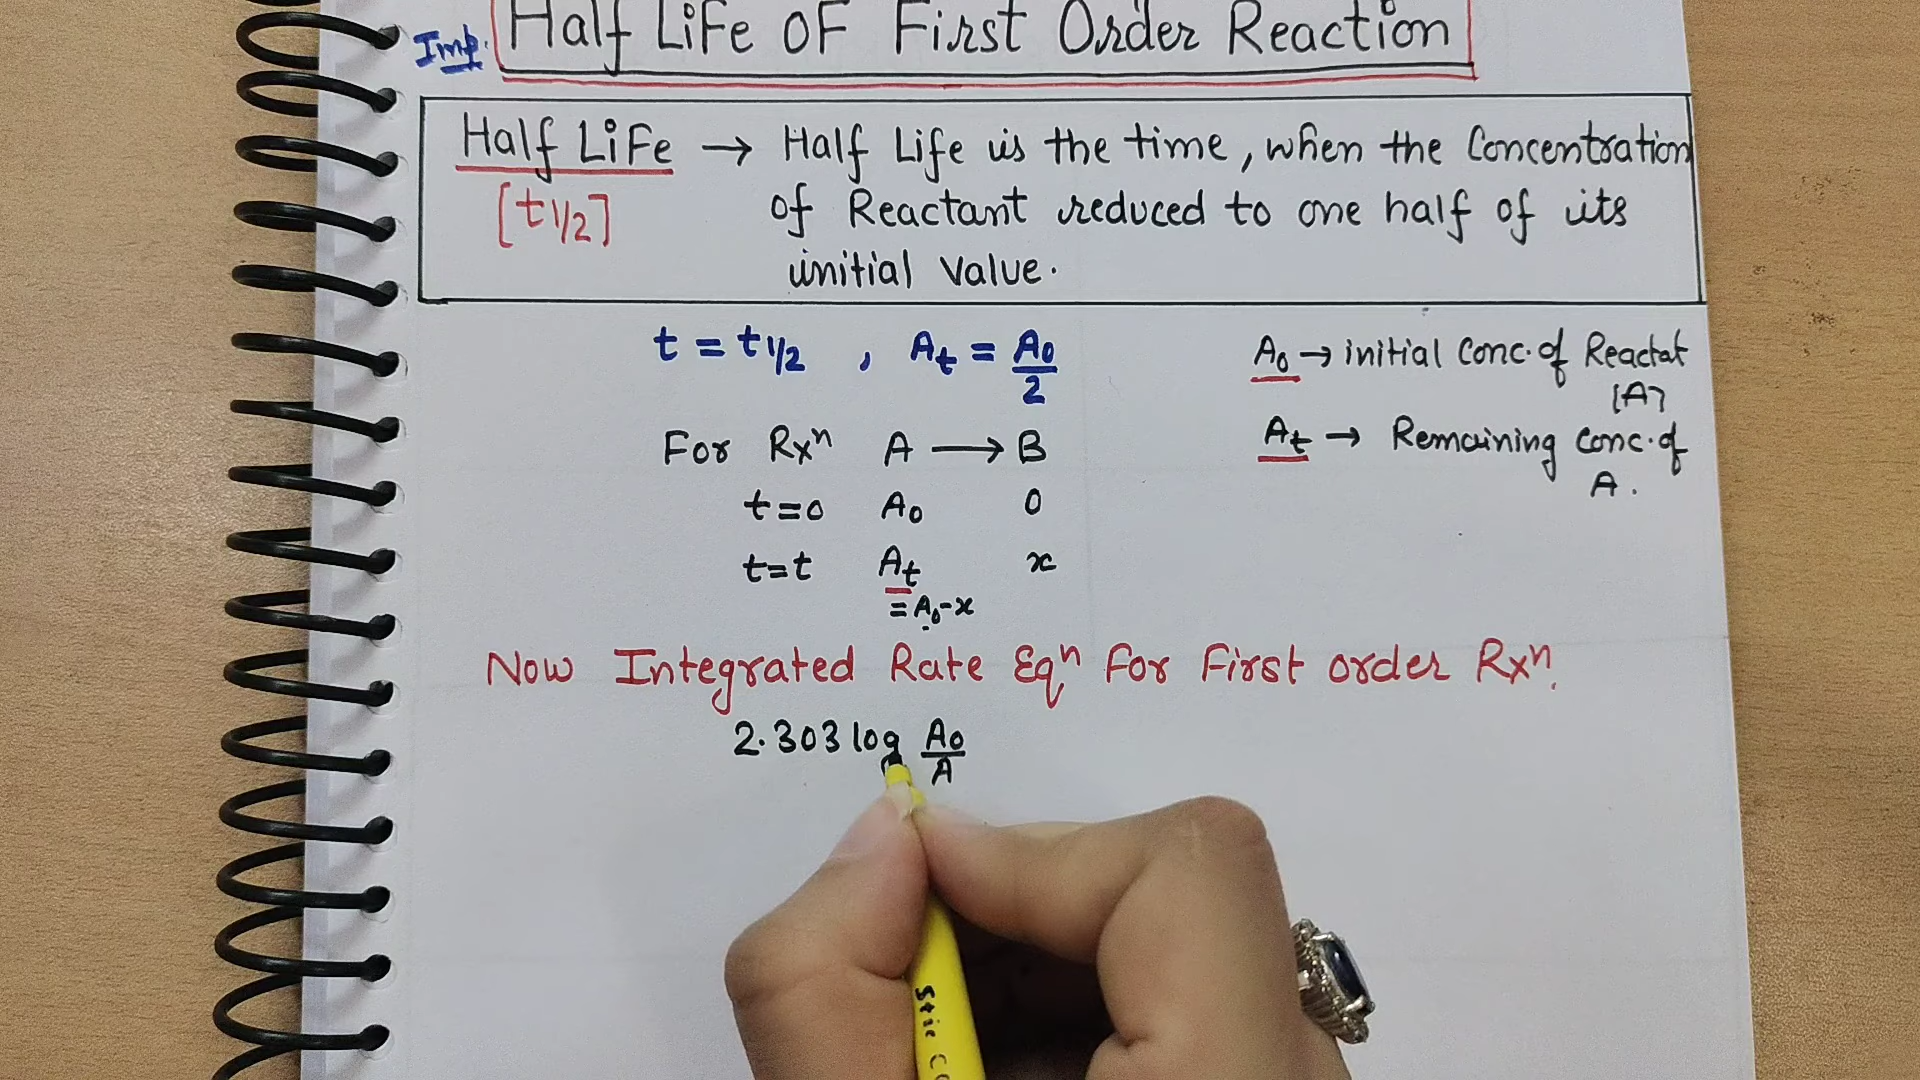 Imp. Half Life of First Order Reaction
Half Life → Half Life is the time, when the Concentration
[t1/2] of Reactant reduced to one half of its
initial value.
t = t1/2 , At = A0/2
A0 → initial Conc. of Reactat
[A]
For Rxⁿ A → B
At → Remaining Conc. of
A.
t=0 A0 0
t=t At x
= A0-x
Now Integrated Rate Eqⁿ For First order Rxⁿ.
2.303 log A0/A
Stic